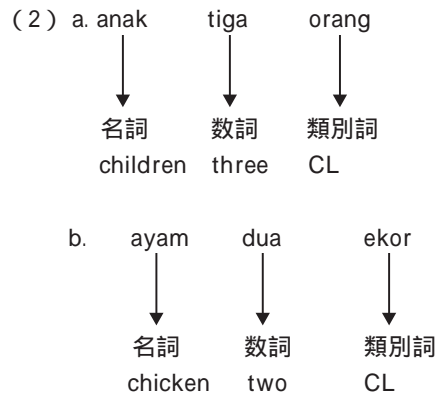 （２）a. anak tiga orang
名詞 数詞 類別詞
children three CL
b. ayam dua ekor
名詞 数詞 類別詞
chicken two CL